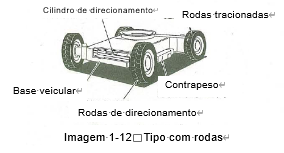 Cilindro de direcionamento
Rodas tracionadas
Contrapeso
Base veicular
Rodas de direcionamento
Imagem 1-12□Tipo com rodas